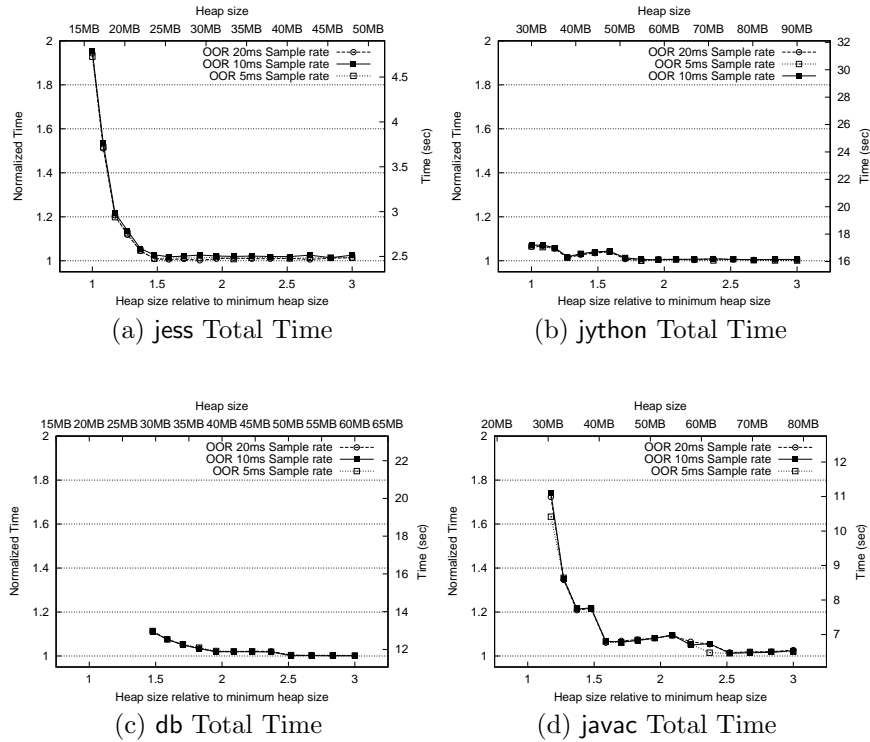 Heap size
15MB 20MB 25MB 30MB 35MB 40MB 45MB 50MB
2
1.8
1.6
1.4
1.2
1
Normalized Time
OOR 20ms Sample rate
OOR 10ms Sample rate
OOR 5ms Sample rate
4.5
4
3.5
3
2.5
Time (sec)
1 1.5 2 2.5 3
Heap size relative to minimum heap size
(a) jess Total Time
Heap size
30MB 40MB 50MB 60MB 70MB 80MB 90MB
2
1.8
1.6
1.4
1.2
1
Normalized Time
OOR 20ms Sample rate
OOR 5ms Sample rate
OOR 10ms Sample rate
32
30
28
26
24
22
20
18
16
Time (sec)
1 1.5 2 2.5 3
Heap size relative to minimum heap size
(b) jython Total Time
Heap size
15MB 20MB 25MB 30MB 35MB 40MB 45MB 50MB 55MB 60MB 65MB
2
1.8
1.6
1.4
1.2
1
Normalized Time
OOR 20ms Sample rate
OOR 10ms Sample rate
OOR 5ms Sample rate
22
20
18
16
14
12
Time (sec)
1 1.5 2 2.5 3
Heap size relative to minimum heap size
(c) db Total Time
Heap size
20MB 30MB 40MB 50MB 60MB 70MB 80MB
2
1.8
1.6
1.4
1.2
1
Normalized Time
OOR 20ms Sample rate
OOR 10ms Sample rate
OOR 5ms Sample rate
12
11
10
9
8
7
Time (sec)
1 1.5 2 2.5 3
Heap size relative to minimum heap size
(d) javac Total Time